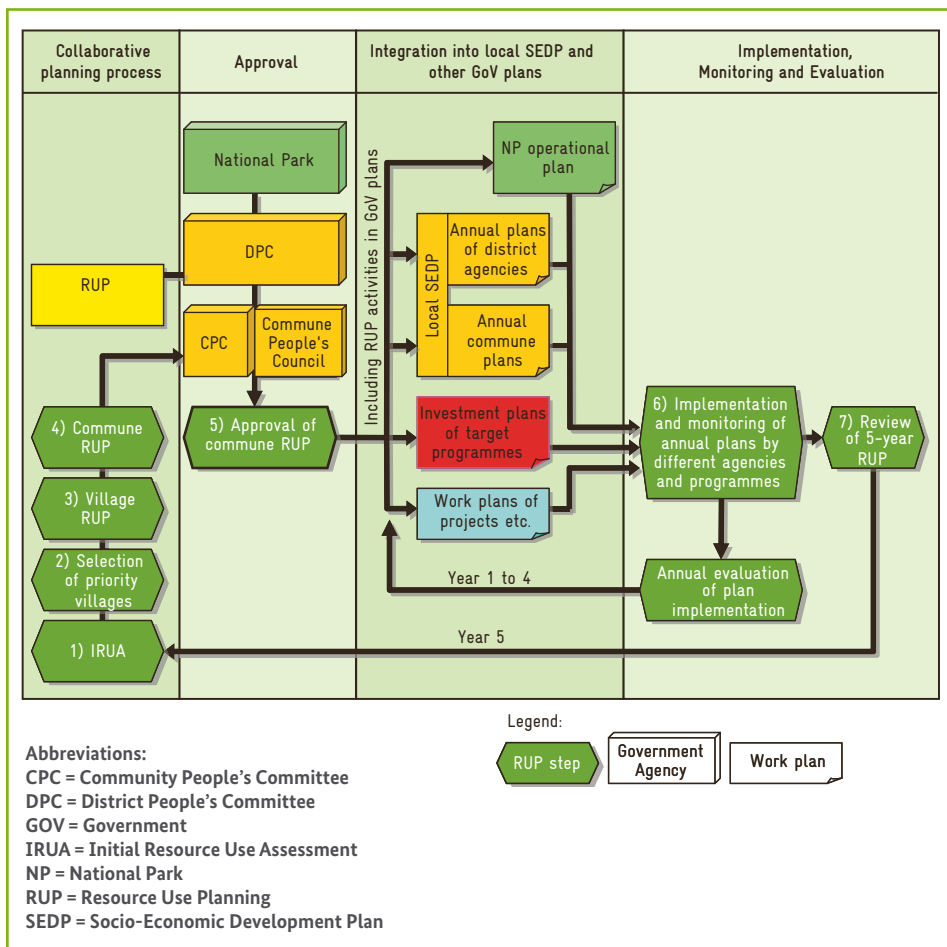 Collaborative
planning process
Approval
Integration into local SEDP and
other GoV plans
Implementation,
Monitoring and Evaluation
RUP
4) Commune
RUP
3) Village
RUP
2) Selection
of priority
villages
1) IRUA
National Park
DPC
CPC
Commune
People's
Council
5) Approval of
commune RUP
Including RUP activities in GoV plans
NP operational
plan
Local SEDP
Annual plans
of district
agencies
Annual
commune
plans
Investment plans
of target
programmes
Work plans of
projects etc.
6) Implementation
and monitoring of
annual plans by
different agencies
and programmes
7) Review
of 5-year
RUP
Annual evaluation
of plan
implementation
Year 1 to 4
Year 5
Legend:
RUP step
Government
Agency
Work plan
Abbreviations:
CPC = Community People’s Committee
DPC = District People’s Committee
GOV = Government
IRUA = Initial Resource Use Assessment
NP = National Park
RUP = Resource Use Planning
SEDP = Socio-Economic Development Plan